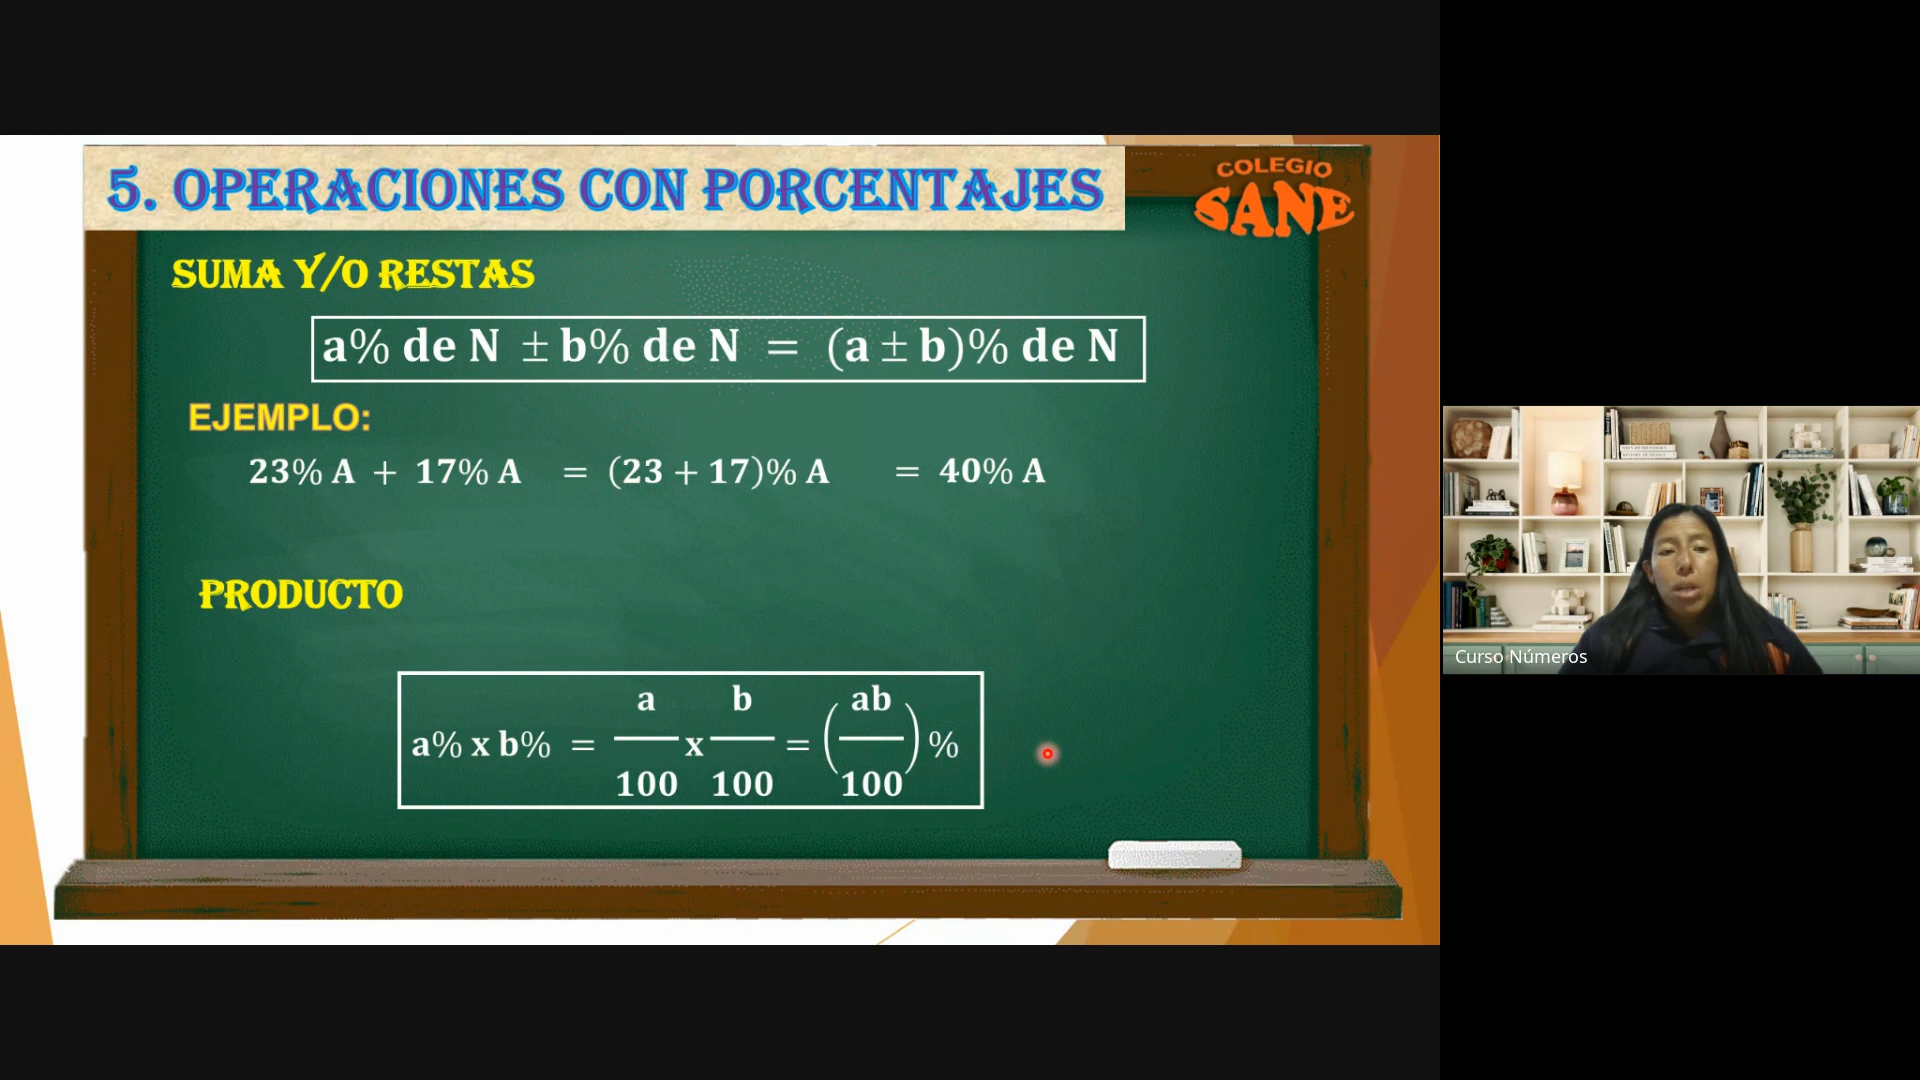 5. OPERACIONES CON PORCENTAJES
COLEGIO
SANE
SUMA Y/O RESTAS
a% de N ± b% de N = (a ± b)% de N
EJEMPLO:
23% A + 17% A = (23 + 17)% A = 40% A
PRODUCTO
a% x b% = a/100 x b/100 = (ab/100)%
Curso Números